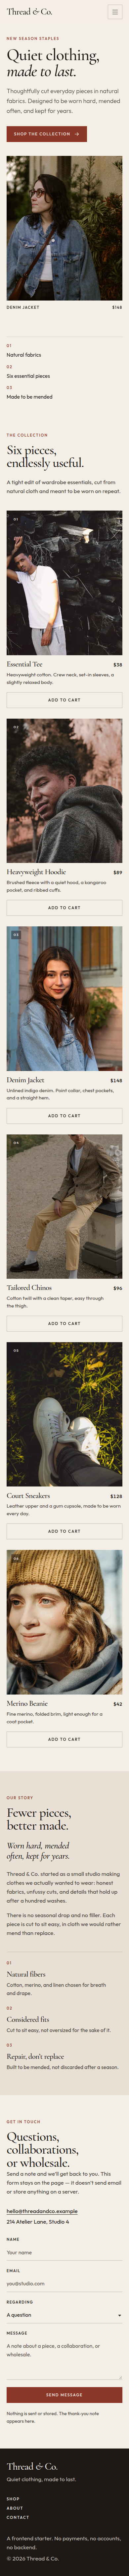 Thread & Co.
NEW SEASON STAPLES
Quiet clothing,
made to last.
Thoughtfully cut everyday pieces in natural
fabrics. Designed to be worn hard, mended
often, and kept for years.
SHOP THE COLLECTION →
DENIM JACKET $148
01
Natural fabrics
02
Six essential pieces
03
Made to be mended
THE COLLECTION
Six pieces,
endlessly useful.
A tight edit of wardrobe essentials, cut from
natural cloth and meant to be worn on repeat.
01
Essential Tee $38
Heavyweight cotton. Crew neck, set-in sleeves, a
slightly relaxed body.
ADD TO CART
02
Heavyweight Hoodie $89
Brushed fleece with a quiet hood, a kangaroo
pocket, and ribbed cuffs.
ADD TO CART
03
Denim Jacket $148
Unlined indigo denim. Point collar, chest pockets,
and a straight hem.
ADD TO CART
04
Tailored Chinos $96
Cotton twill with a clean taper, easy through
the thigh.
ADD TO CART
05
Court Sneakers $128
Leather upper and a gum cupsole, made to be worn
every day.
ADD TO CART
06
Merino Beanie $42
Fine merino, folded brim, light enough for a
coat pocket.
ADD TO CART
OUR STORY
Fewer pieces,
better made.
Worn hard, mended
often, kept for years.
Thread & Co. started as a small studio making
clothes we actually wanted to wear: honest
fabrics, unfussy cuts, and details that hold up
after a hundred washes.
There is no seasonal drop and no filler. Each
piece is cut to sit easy, in cloth we would rather
mend than replace.
01
Natural fibers
Cotton, merino, and linen chosen for breath
and drape.
02
Considered fits
Cut to sit easy, not oversized for the sake of it.
03
Repair, don't replace
Built to be mended, not discarded after a season.
GET IN TOUCH
Questions,
collaborations,
or wholesale.
Send a note and we'll get back to you. This
form stays on the page — it doesn't send email
or store anything on a server.
hello@threadandco.example
214 Atelier Lane, Studio 4
NAME
Your name
EMAIL
you@studio.com
REGARDING
A question
MESSAGE
A note about a piece, a collaboration, or
wholesale.
SEND MESSAGE
Nothing is sent or stored. The thank-you note
appears here.
Thread & Co.
Quiet clothing, made to last.
SHOP
ABOUT
CONTACT
A frontend starter. No payments, no accounts,
no backend.
© 2026 Thread & Co.